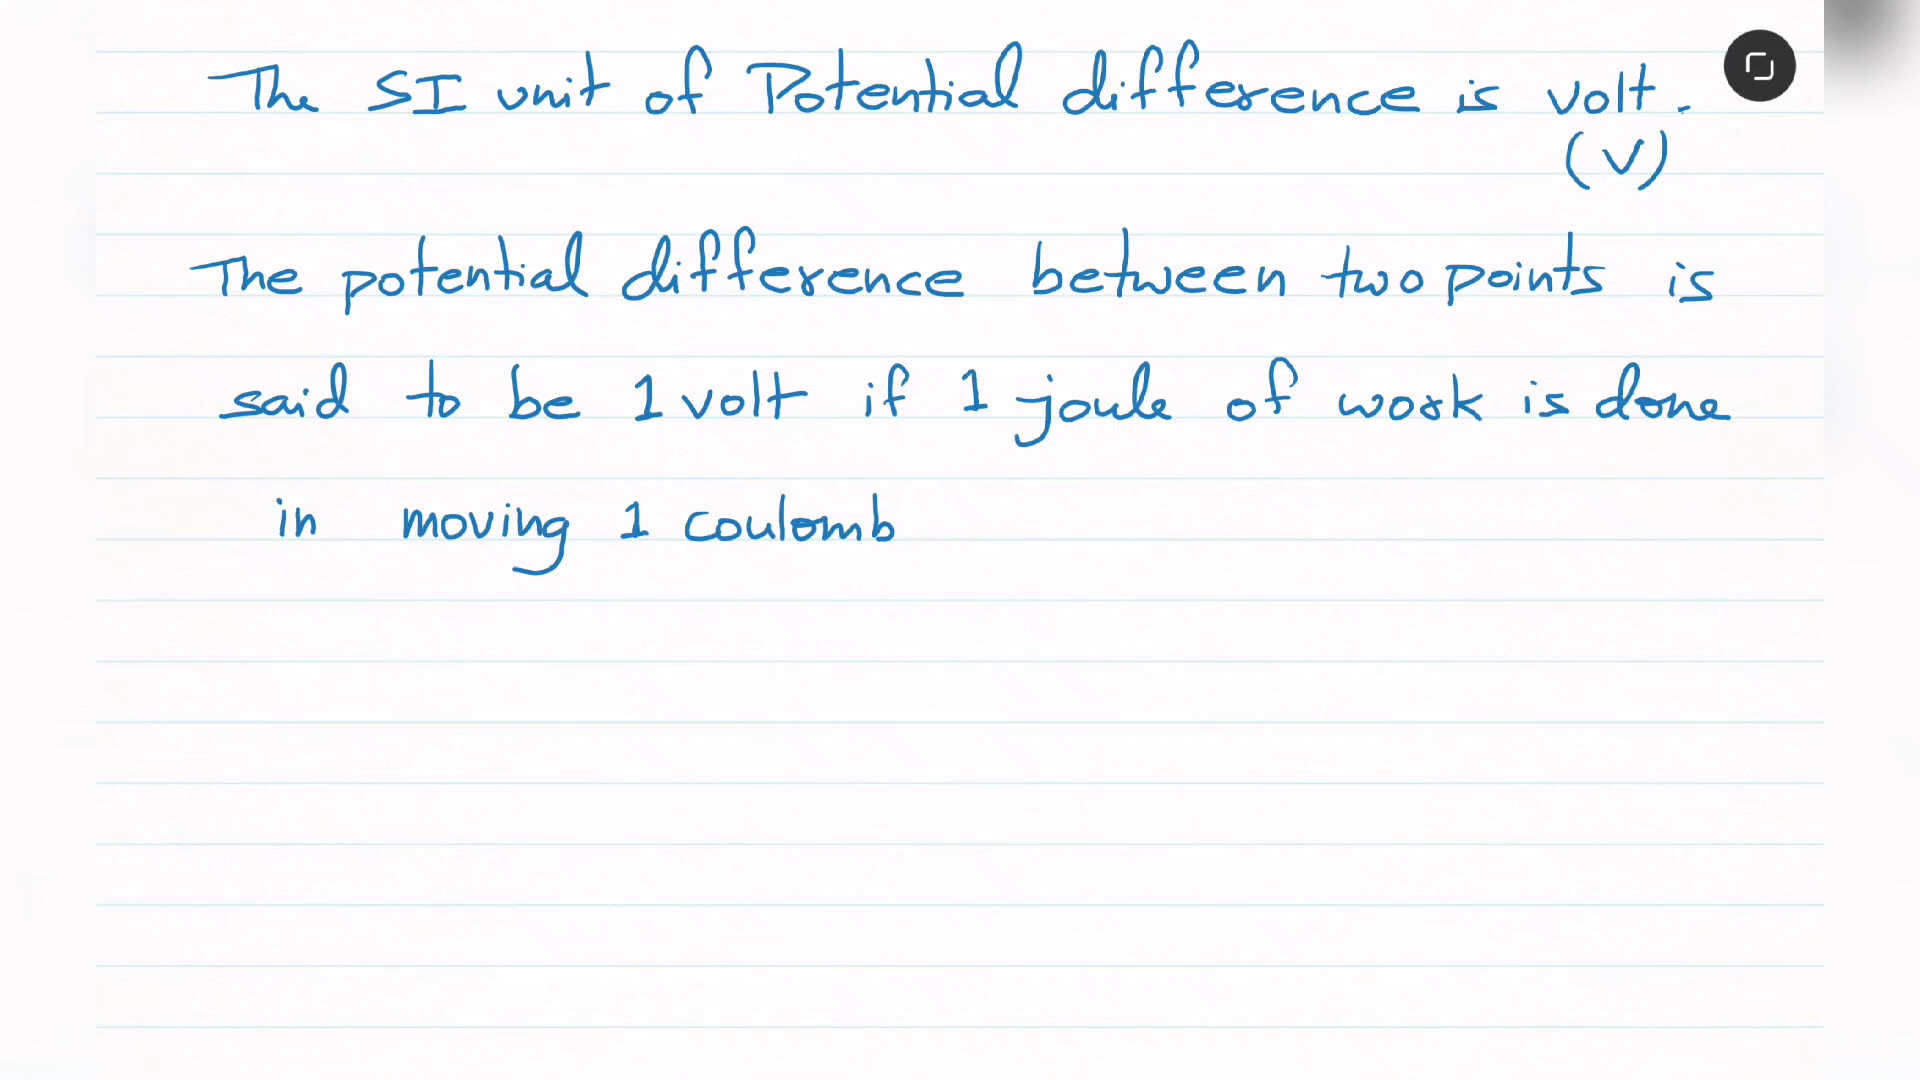 The SI unit of Potential difference is volt.
(V)
The potential difference between two points is
said to be 1 volt if 1 joule of work is done
in moving 1 coulomb